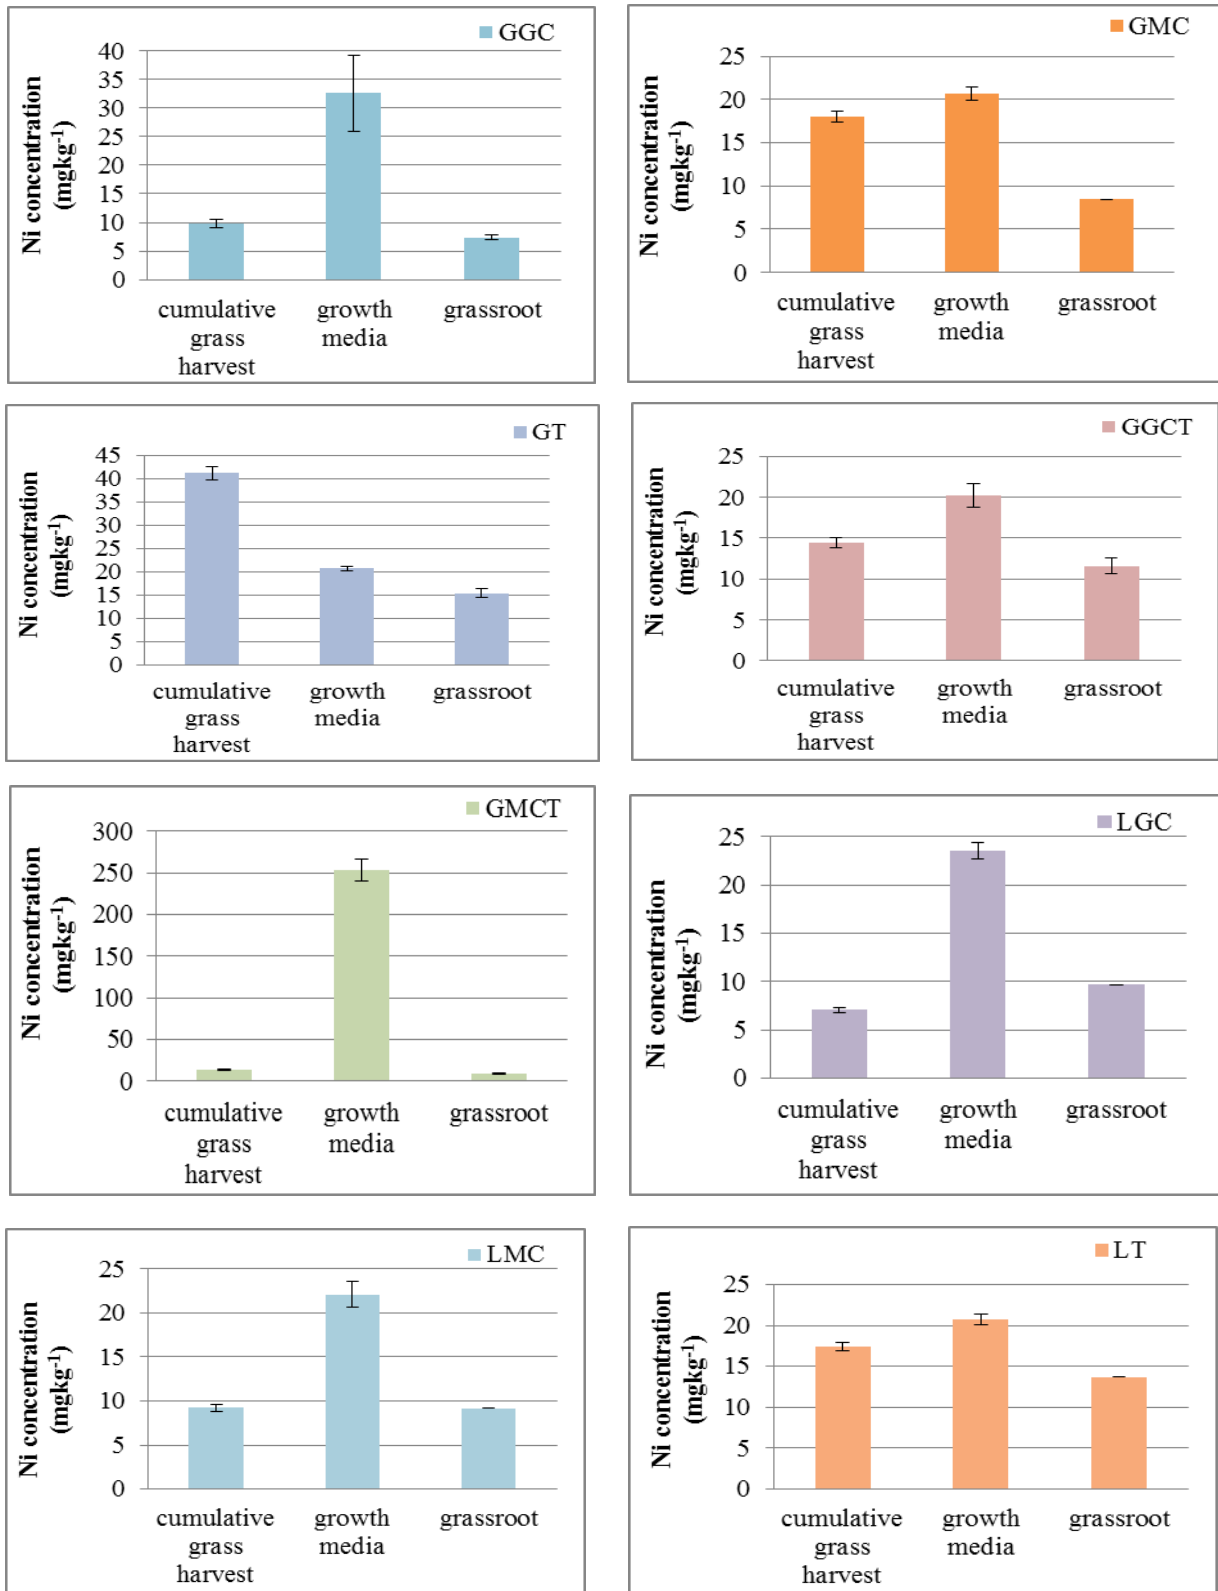 GGC
Ni concentration
(mgkg-1)
40
35
30
25
20
15
10
5
0
cumulative
grass
harvest
growth
media
grassroot
GMC
Ni concentration
(mgkg-1)
25
20
15
10
5
0
cumulative
grass
harvest
growth
media
grassroot
GT
Ni concentration
(mgkg-1)
45
40
35
30
25
20
15
10
5
0
cumulative
grass
harvest
growth
media
grassroot
GGCT
Ni concentration
(mgkg-1)
25
20
15
10
5
0
cumulative
grass
harvest
growth
media
grassroot
GMCT
Ni concentration
(mgkg-1)
300
250
200
150
100
50
0
cumulative
grass
harvest
growth
media
grassroot
LGC
Ni concentration
(mgkg-1)
25
20
15
10
5
0
cumulative
grass
harvest
growth
media
grassroot
LMC
Ni concentration
(mgkg-1)
25
20
15
10
5
0
cumulative
grass
harvest
growth
media
grassroot
LT
Ni concentration
(mgkg-1)
25
20
15
10
5
0
cumulative
grass
harvest
growth
media
grassroot